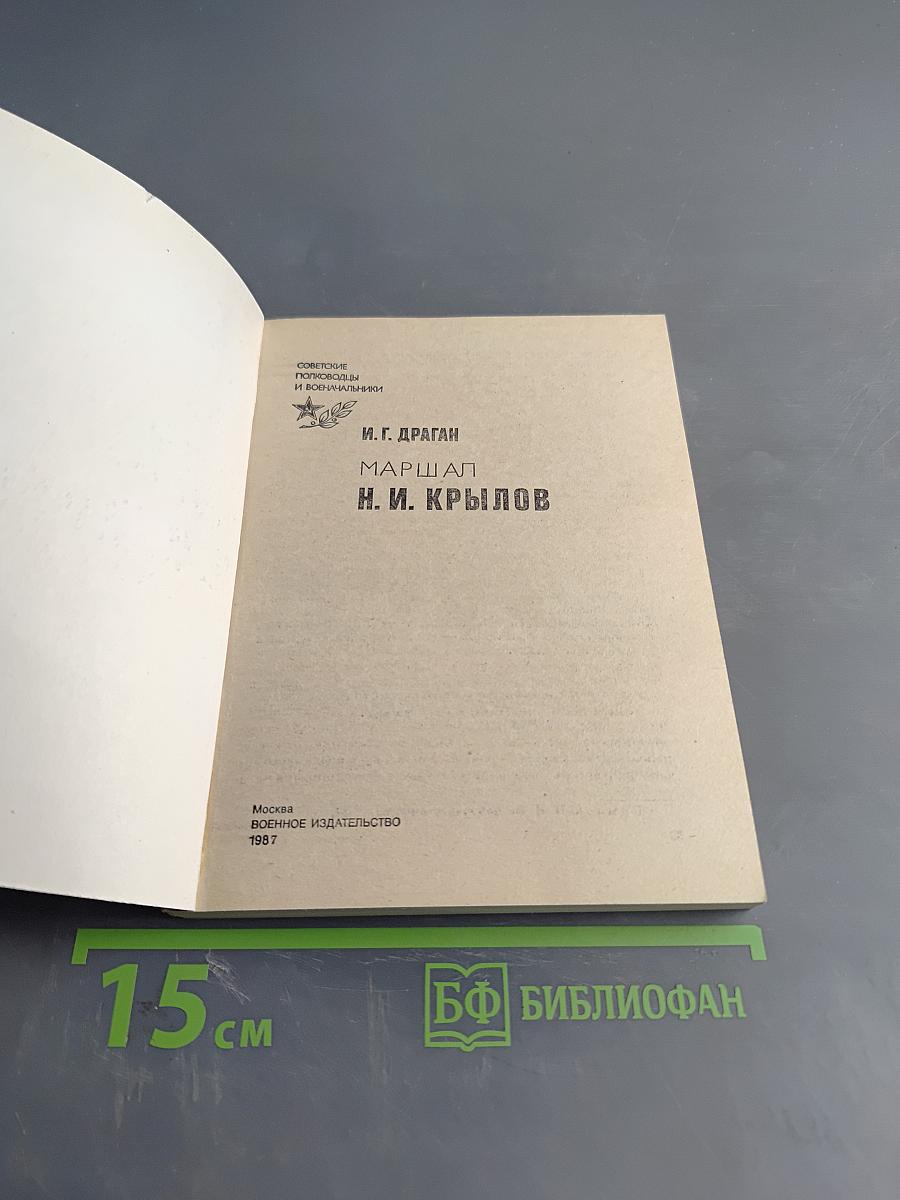 СОВЕТСКИЕ
ПОЛКОВОДЦЫ
И ВОЕНАЧАЛЬНИКИ
И. Г. ДРАГАН
МАРШАЛ
Н. И. КРЫЛОВ
Москва
ВОЕННОЕ ИЗДАТЕЛЬСТВО
1987
15 см
БФ БИБЛИОФАН